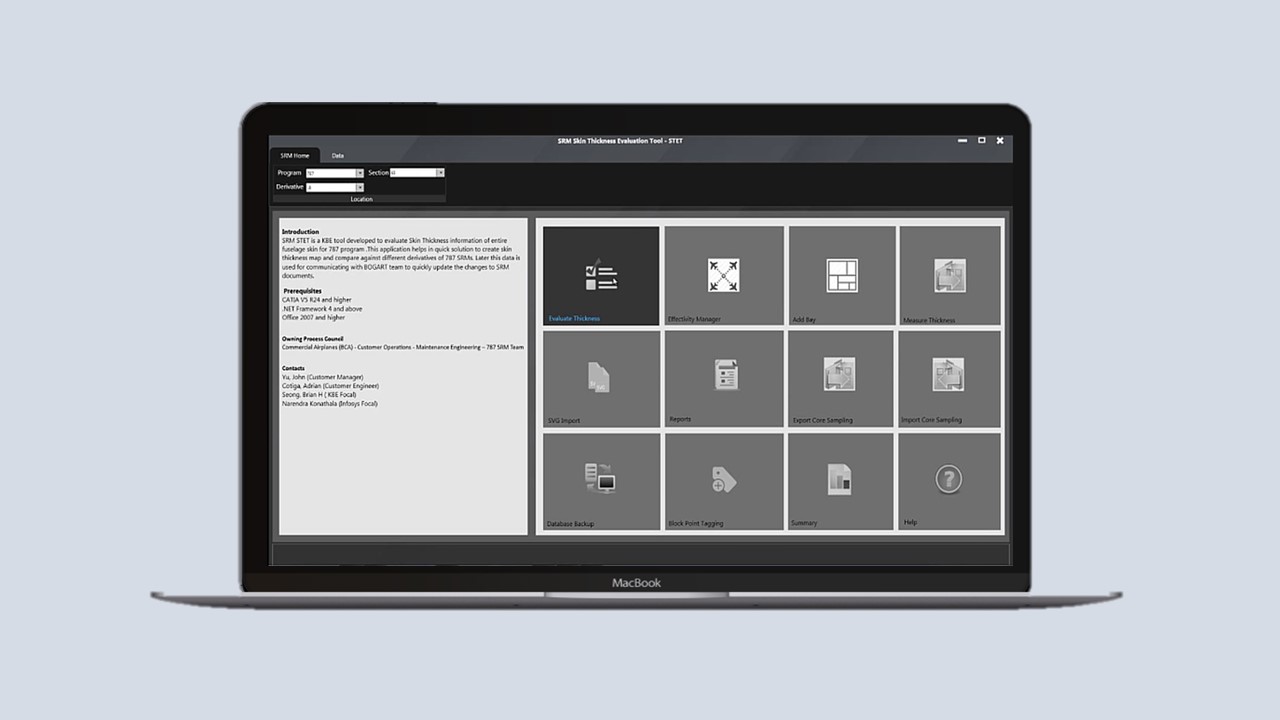 SRM Skin Thickness Evaluation Tool - STET
SRM Home Data
Program 787 Section
Derivative
Location
Introduction
SRM STET is a KBE tool developed to evaluate Skin Thickness information of entire
fuselage skin for 787 program .This application helps in quick solution to create skin
thickness map and compare against different derivatives of 787 SRMs. Later this data is
used for communicating with BOGART team to quickly update the changes to SRM
documents.
Prerequisites
CATIA V5 R24 and higher
.NET Framework 4 and above
Office 2007 and higher
Owning Process Council
Commercial Airplanes (BCA) - Customer Operations - Maintenance Engineering – 787 SRM Team
Contacts
Yu, John (Customer Manager)
Cotiga, Adrian (Customer Engineer)
Seong, Brian H ( KBE Focal)
Narendra Konathala (Infosys Focal)
Evaluate Thickness
Effectivity Manager
Add Bay
Measure Thickness
SVG Import
Reports
Export Core Sampling
Import Core Sampling
Database Backup
Block Point Tagging
Summary
?
Help
MacBook